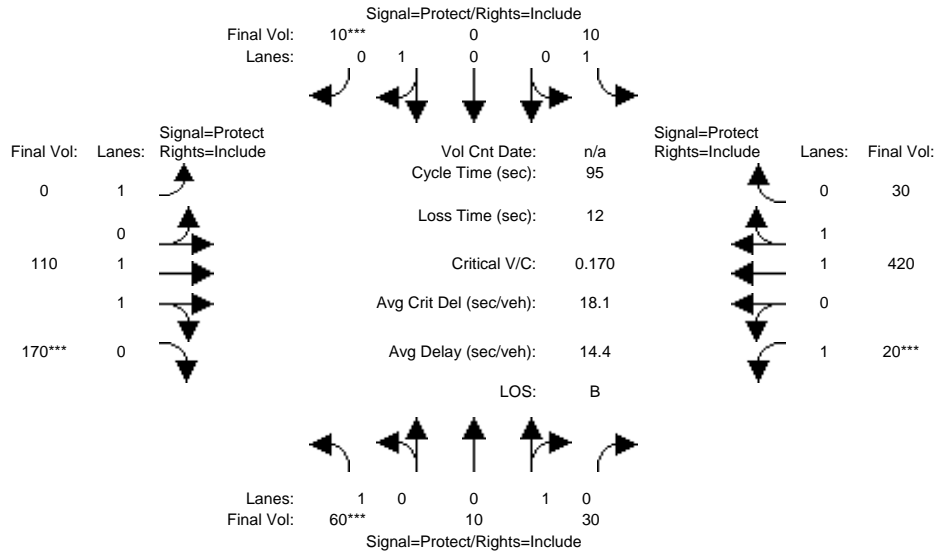 Signal=Protect/Rights=Include
Final Vol: 10*** 0 10
Lanes: 0 1 0 0 1
Signal=Protect
Final Vol: Lanes: Rights=Include
Vol Cnt Date: n/a
Signal=Protect
Rights=Include Lanes: Final Vol:
Cycle Time (sec): 95
0 1
0 30
Loss Time (sec): 12
0
1
110 1
Critical V/C: 0.170
1 420
1
Avg Crit Del (sec/veh): 18.1
0
170*** 0
Avg Delay (sec/veh): 14.4
1 20***
LOS: B
Lanes: 1 0 0 1 0
Final Vol: 60*** 10 30
Signal=Protect/Rights=Include